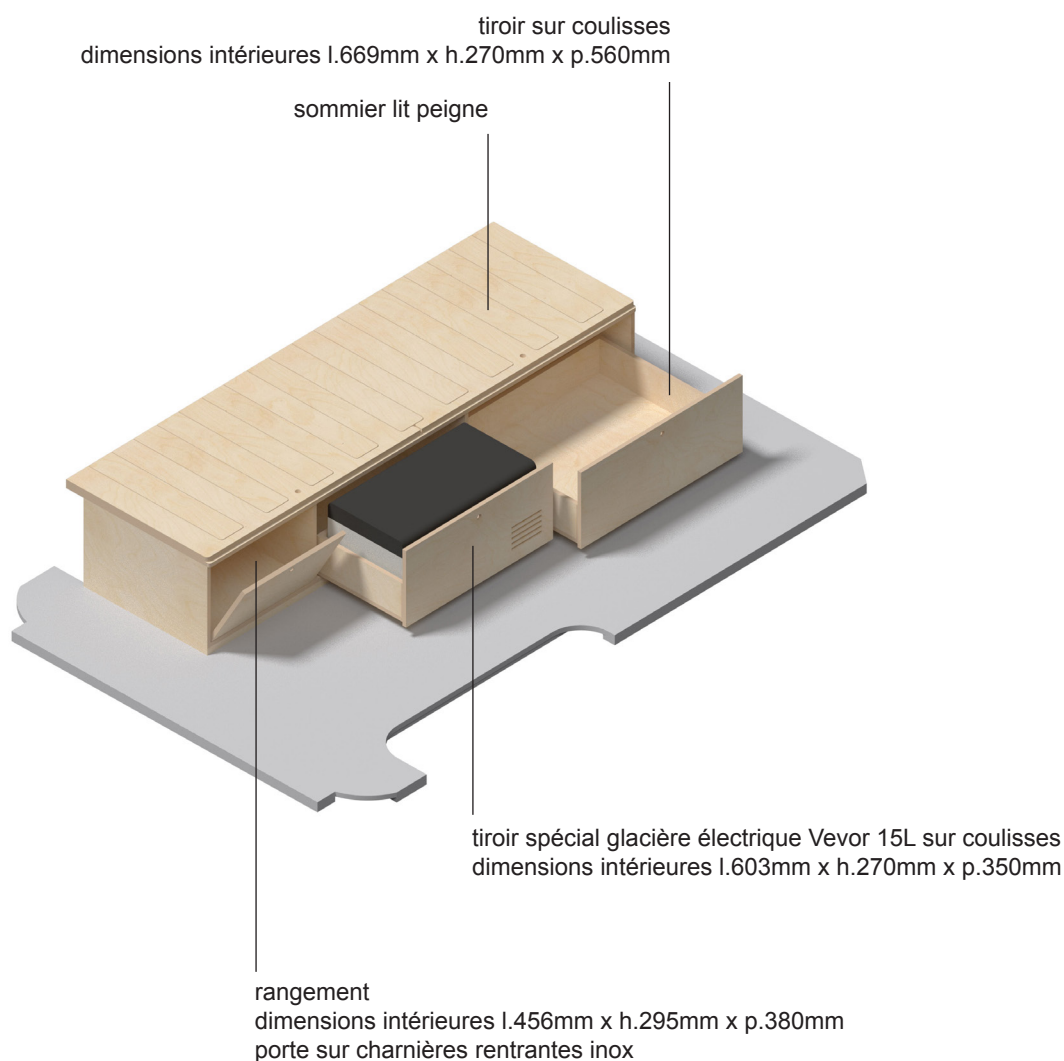 tiroir sur coulisses
dimensions intérieures l.669mm x h.270mm x p.560mm
sommier lit peigne
tiroir spécial glacière électrique Vevor 15L sur coulisses
dimensions intérieures l.603mm x h.270mm x p.350mm
rangement
dimensions intérieures l.456mm x h.295mm x p.380mm
porte sur charnières rentrantes inox